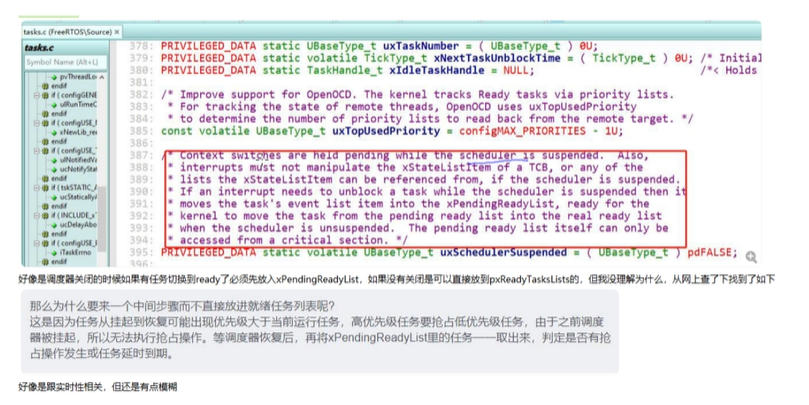 tasks.c (FreeRTOS\Source) ×
tasks.c
Symbol Name (Alt+L)
pvThreadLoc
endif
if ( configGENE
ulRunTimeC
endif
if ( configUSE_N
xNewLib_ree
endif
if ( configUSE_T
ulNotifiedVa
ucNotifyStat
endif
if ( tskSTATIC_A
ucStaticallyA
endif
if ( INCLUDE_x
ucDelayAbo
endif
if ( configUSE_F
iTaskErrno
endif
378: PRIVILEGED_DATA static UBaseType_t uxTaskNumber = ( UBaseType_t ) 0U;
379: PRIVILEGED_DATA static volatile TickType_t xNextTaskUnblockTime = ( TickType_t ) 0U; /* Initial
380: PRIVILEGED_DATA static TaskHandle_t xIdleTaskHandle = NULL; /*< Holds
381:
382: /* Improve support for OpenOCD. The kernel tracks Ready tasks via priority lists.
383: * For tracking the state of remote threads, OpenOCD uses uxTopUsedPriority
384: * to determine the number of priority lists to read back from the remote target. */
385: const volatile UBaseType_t uxTopUsedPriority = configMAX_PRIORITIES - 1U;
386:
387: /* Context switches are held pending while the scheduler is suspended. Also,
388: * interrupts must not manipulate the xStateListItem of a TCB, or any of the
389: * lists the xStateListItem can be referenced from, if the scheduler is suspended.
390: * If an interrupt needs to unblock a task while the scheduler is suspended then it
391: * moves the task's event list item into the xPendingReadyList, ready for the
392: * kernel to move the task from the pending ready list into the real ready list
393: * when the scheduler is unsuspended. The pending ready list itself can only be
394: * accessed from a critical section. */
395: PRIVILEGED_DATA static volatile UBaseType_t uxSchedulerSuspended = ( UBaseType_t ) pdFALSE;
396:
好像是调度器关闭的时候如果有任务切换到ready了必须先放入xPendingReadyList，如果没有关闭是可以直接放到pxReadyTasksLists的，但我没理解为什么，从网上查了下找到了如下
那么为什么要来一个中间步骤而不直接放进就绪任务列表呢?
这是因为任务从挂起到恢复可能出现优先级大于当前运行任务，高优先级任务要抢占低优先级任务，由于之前调度
器被挂起，所以无法执行抢占操作。等调度器恢复后，再将xPendingReadyList里的任务一一取出来，判定是否有抢
占操作发生或任务延时到期。
好像是跟实时性相关，但还是有点模糊